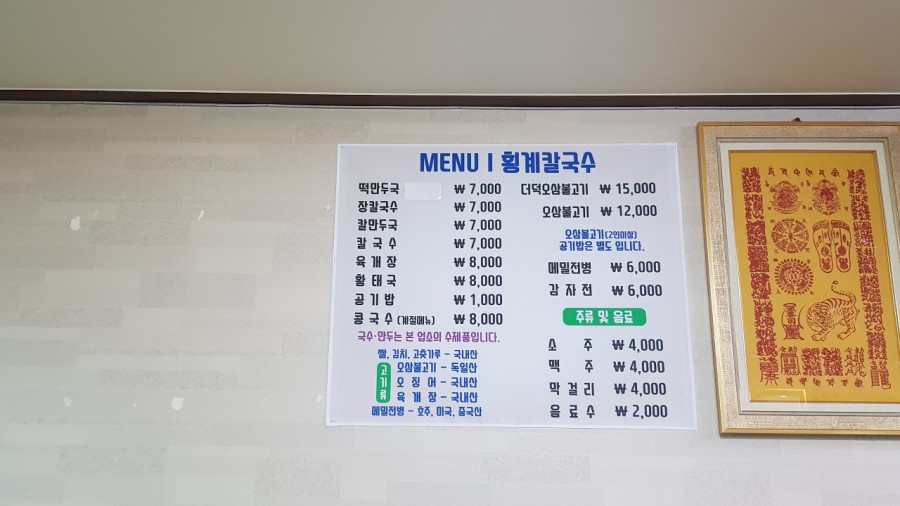 MENU | 횡계칼국수
떡만두국 ₩ 7,000
장칼국수 ₩ 7,000
칼만두국 ₩ 7,000
칼 국 수 ₩ 7,000
육 개 장 ₩ 8,000
황 태 국 ₩ 8,000
공 기 밥 ₩ 1,000
콩 국 수 (계절메뉴) ₩ 8,000
국수·만두는 본 업소의 수제품입니다.
쌀, 김치, 고춧가루 - 국내산
고기류
오삼불고기 - 독일산
오 징 어 - 국내산
육 개 장 - 국내산
메밀전병 - 호주, 미국, 중국산
더덕오삼불고기 ₩ 15,000
오삼불고기 ₩ 12,000
오삼불고기(2인이상)
공기밥은 별도 입니다.
메밀전병 ₩ 6,000
감 자 전 ₩ 6,000
주류 및 음료
소 주 ₩ 4,000
맥 주 ₩ 4,000
막 걸 리 ₩ 4,000
음 료 수 ₩ 2,000